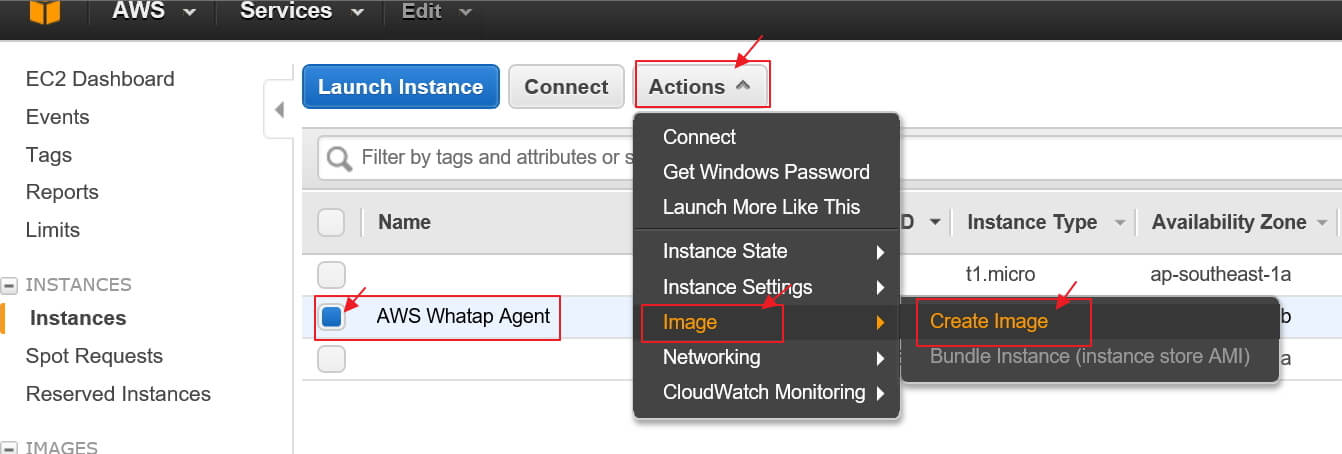 AWS Services Edit
EC2 Dashboard
Events
Tags
Reports
Limits
INSTANCES
Instances
Spot Requests
Reserved Instances
IMAGES
Launch Instance Connect Actions
Filter by tags and attributes or s
Name D Instance Type Availability Zone
t1.micro ap-southeast-1a
AWS Whatap Agent b
a
Connect
Get Windows Password
Launch More Like This
Instance State
Instance Settings
Image
Networking
CloudWatch Monitoring
Create Image
Bundle Instance (instance store AMI)